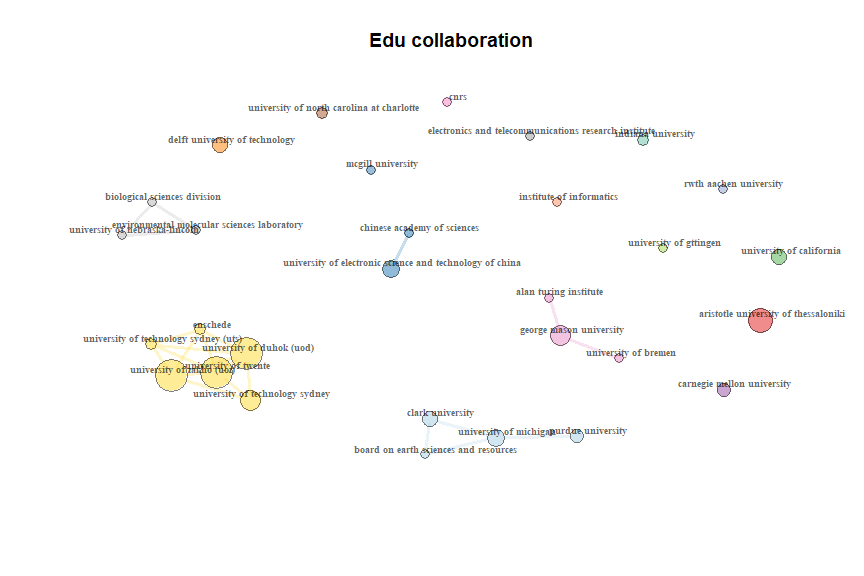 Edu collaboration
cnrs
university of north carolina at charlotte
electronics and telecommunications research institute
indiana university
delft university of technology
mcgill university
rwth aachen university
biological sciences division
institute of informatics
environmental molecular sciences laboratory
university of nebraska-lincoln
chinese academy of sciences
university of gttingen
university of california
university of electronic science and technology of china
alan turing institute
aristotle university of thessaloniki
enschede
george mason university
university of technology sydney (uts)
university of duhok (uod)
university of bremen
university of twente
carnegie mellon university
university of technology sydney
clark university
university of michigan
purdue university
board on earth sciences and resources